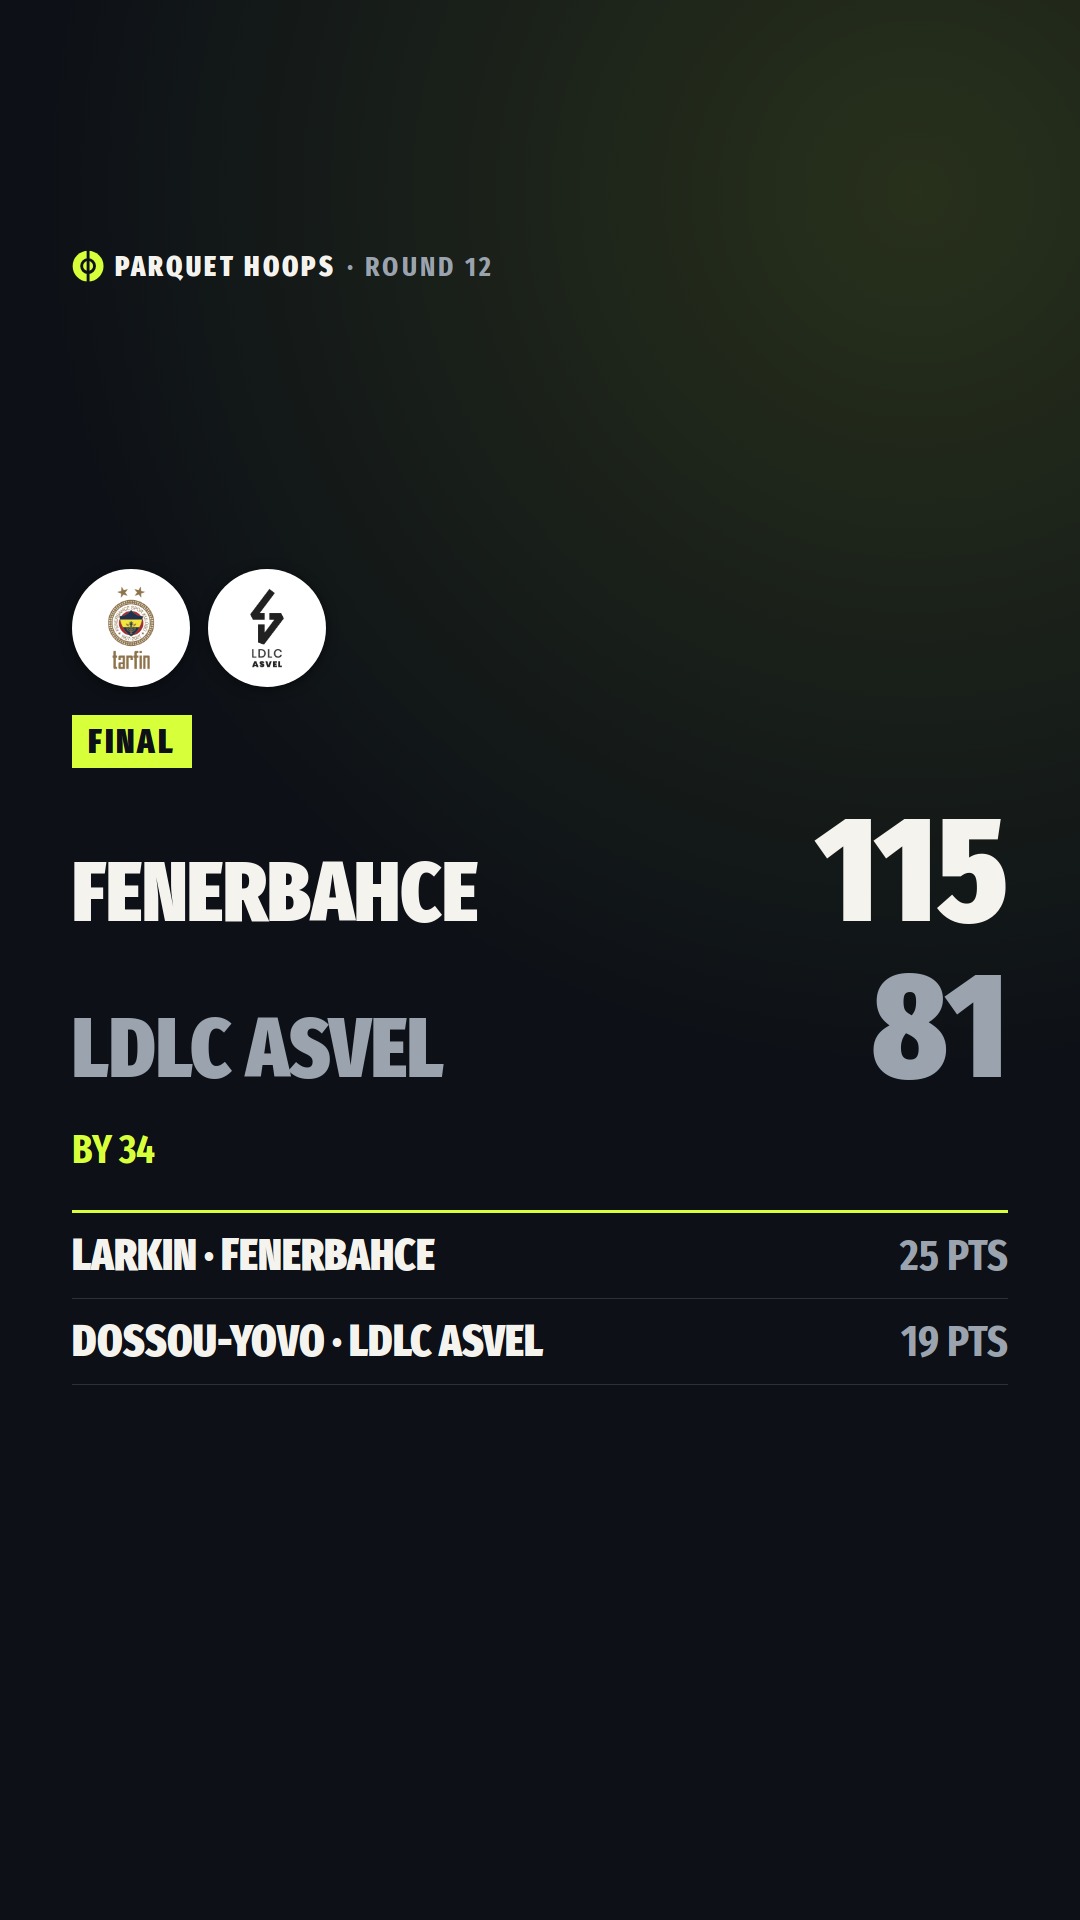 PARQUET HOOPS · ROUND 12
tarfin
LDLC
ASVEL
FINAL
FENERBAHCE 115
LDLC ASVEL 81
BY 34
LARKIN · FENERBAHCE 25 PTS
DOSSOU-YOVO · LDLC ASVEL 19 PTS